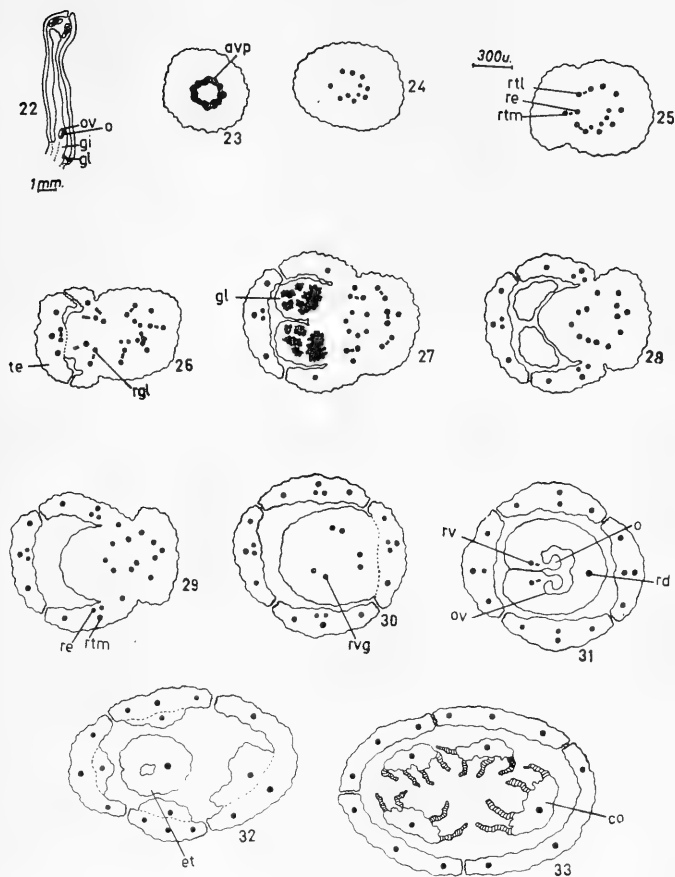 22
ov
o
gi
gl
1mm.
avp
23
24
300u.
rtl
re
rtm
25
te
rgl
26
gl
27
28
29
re
rtm
rvg
30
rv
o
ov
rd
31
32
et
co
33